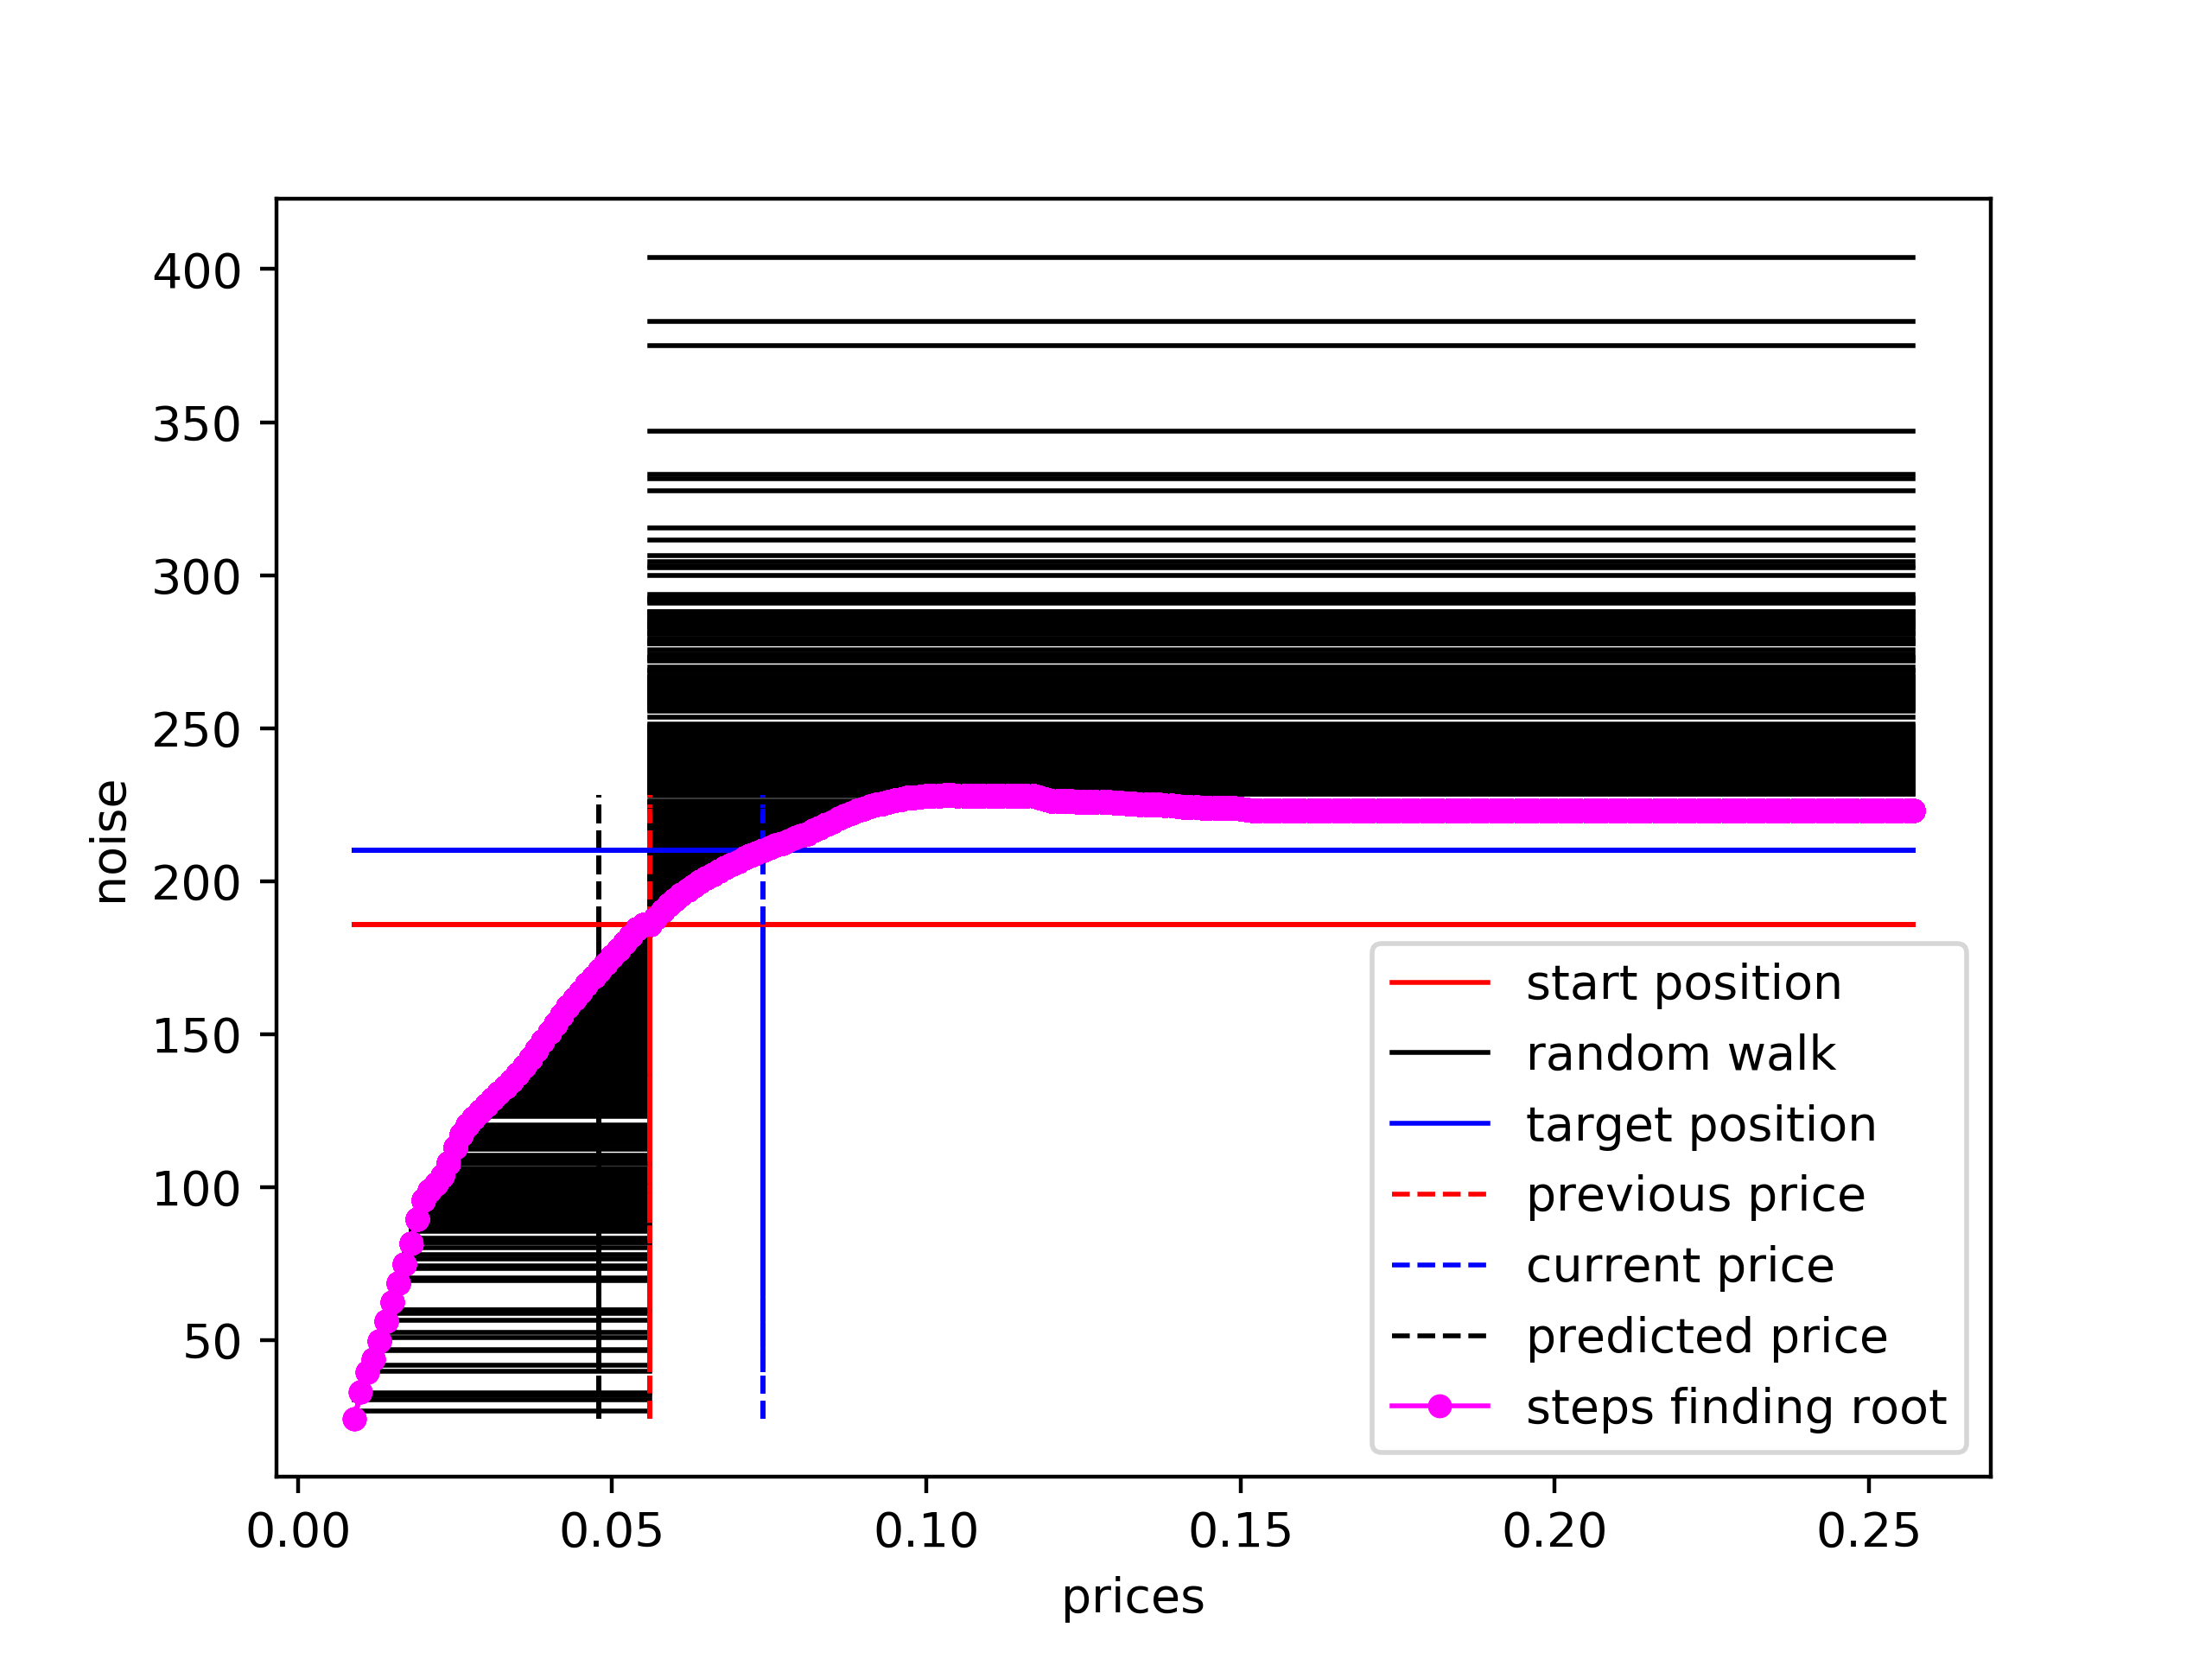 400
350
300
250
200
150
100
50
noise
0.00 0.05 0.10 0.15 0.20 0.25
prices
start position
random walk
target position
previous price
current price
predicted price
steps finding root